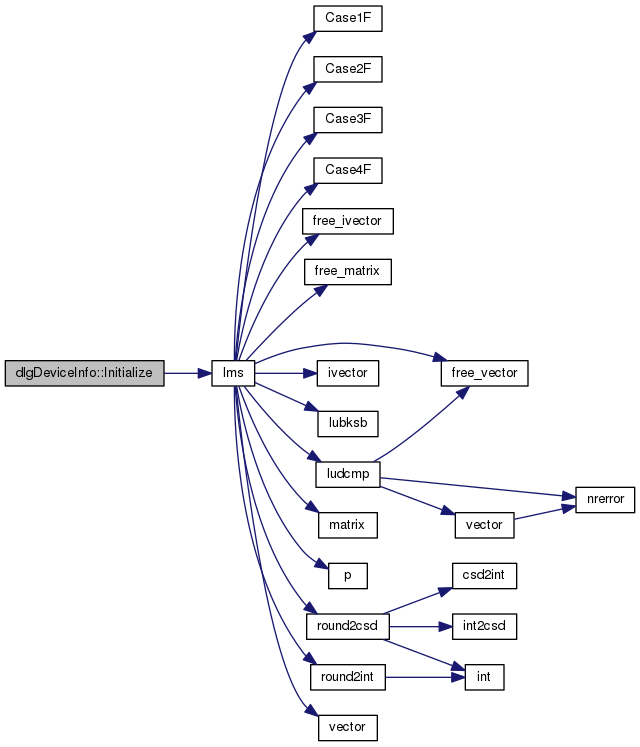 Case1F
Case2F
Case3F
Case4F
free_ivector
free_matrix
dlgDeviceInfo::Initialize
lms
ivector
free_vector
lubksb
ludcmp
nrerror
matrix
vector
p
csd2int
round2csd
int2csd
round2int
int
vector